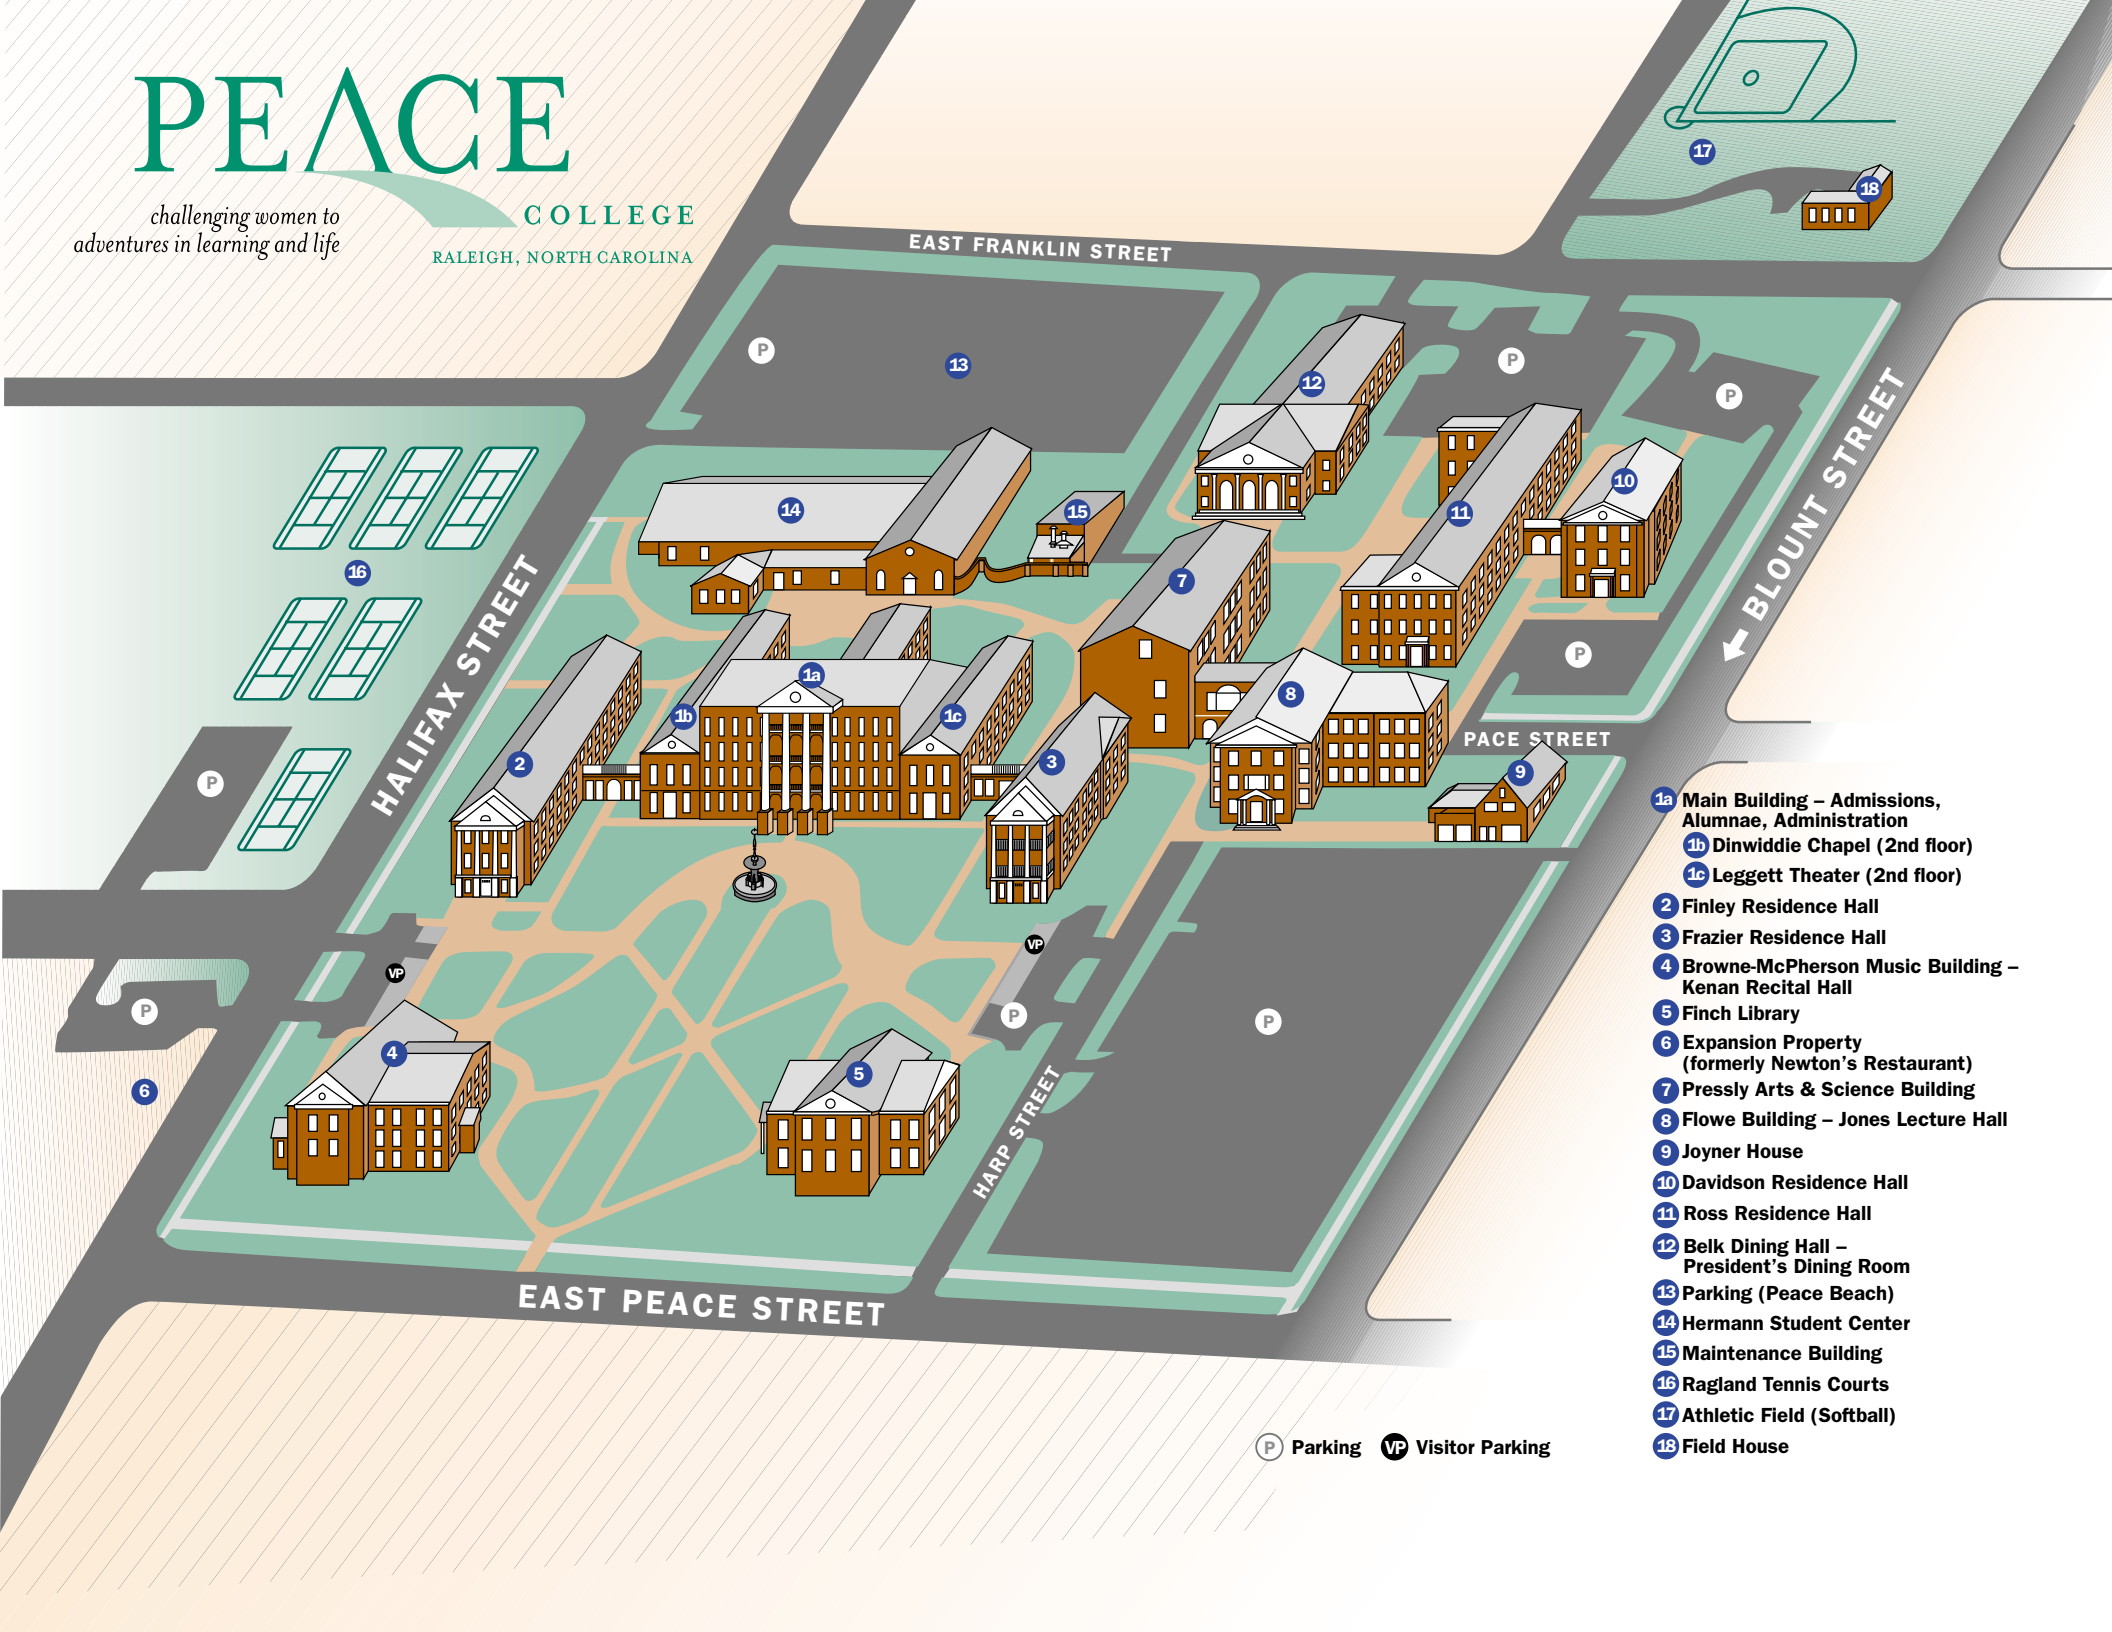 PEACE
COLLEGE
challenging women to
adventures in learning and life
RALEIGH, NORTH CAROLINA
EAST FRANKLIN STREET
17
18
P
13
12
P
P
BLOUNT STREET
14
15
11
10
16
7
HALIFAX STREET
1a
1b
1c
2
3
8
P
PACE STREET
9
P
VP
VP
P
P
P
4
5
6
HARP STREET
EAST PEACE STREET
1a Main Building – Admissions,
Alumnae, Administration
1b Dinwiddie Chapel (2nd floor)
1c Leggett Theater (2nd floor)
2 Finley Residence Hall
3 Frazier Residence Hall
4 Browne-McPherson Music Building –
Kenan Recital Hall
5 Finch Library
6 Expansion Property
(formerly Newton's Restaurant)
7 Pressly Arts & Science Building
8 Flowe Building – Jones Lecture Hall
9 Joyner House
10 Davidson Residence Hall
11 Ross Residence Hall
12 Belk Dining Hall –
President's Dining Room
13 Parking (Peace Beach)
14 Hermann Student Center
15 Maintenance Building
16 Ragland Tennis Courts
17 Athletic Field (Softball)
18 Field House
P Parking VP Visitor Parking